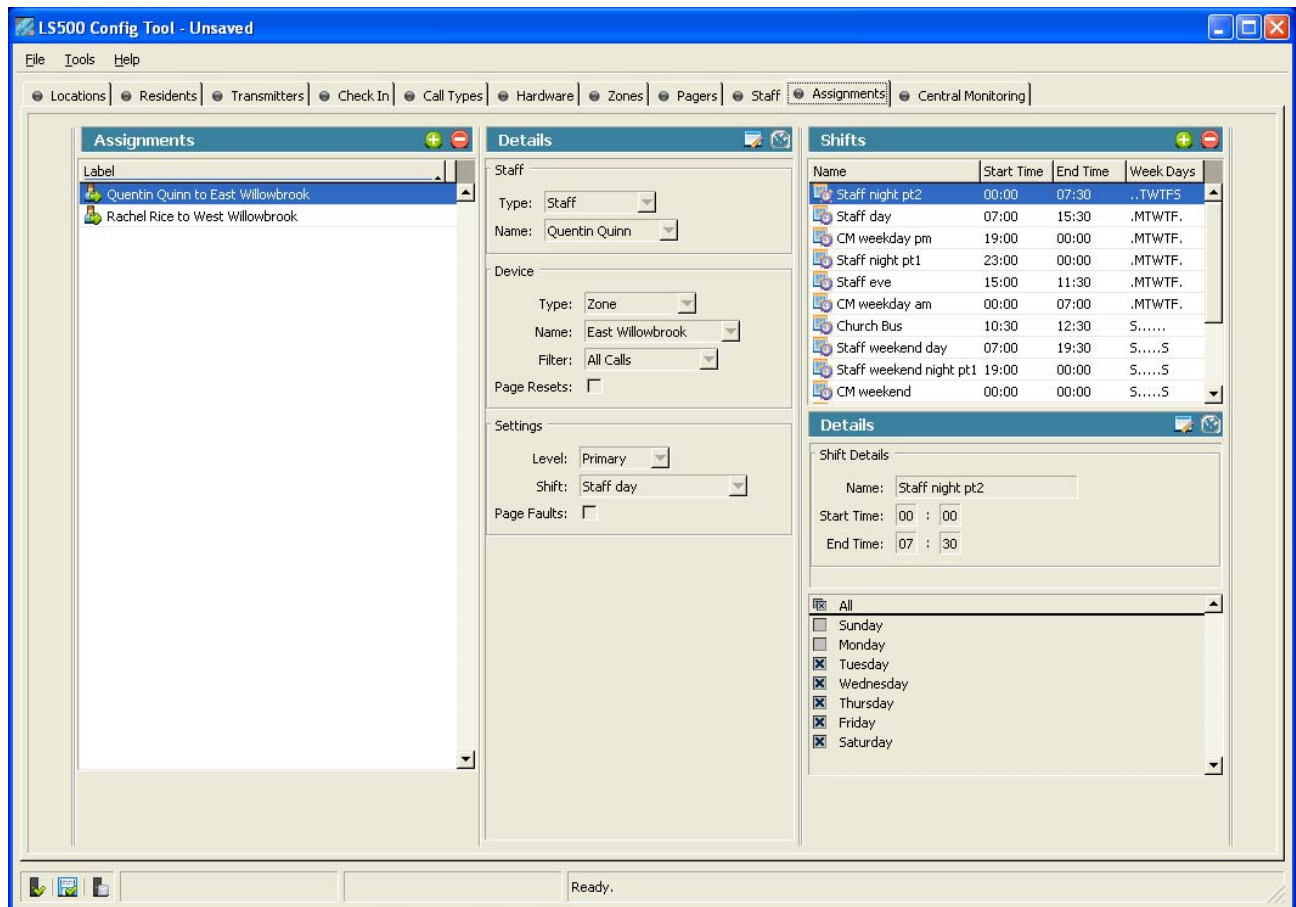 LS500 Config Tool - Unsaved
File Tools Help
Locations Residents Transmitters Check In Call Types Hardware Zones Pagers Staff Assignments Central Monitoring
Assignments
Label
Quentin Quinn to East Willowbrook
Rachel Rice to West Willowbrook
Details
Staff
Type: Staff
Name: Quentin Quinn
Device
Type: Zone
Name: East Willowbrook
Filter: All Calls
Page Resets:
Settings
Level: Primary
Shift: Staff day
Page Faults:
Shifts
Name Start Time End Time Week Days
Staff night pt2 00:00 07:30 ..TWTFS
Staff day 07:00 15:30 .MTWTF.
CM weekday pm 19:00 00:00 .MTWTF.
Staff night pt1 23:00 00:00 .MTWTF.
Staff eve 15:00 11:30 .MTWTF.
CM weekday am 00:00 07:00 .MTWTF.
Church Bus 10:30 12:30 S......
Staff weekend day 07:00 19:30 S.....S
Staff weekend night pt1 19:00 00:00 S.....S
CM weekend 00:00 00:00 S.....S
Details
Shift Details
Name: Staff night pt2
Start Time: 00 : 00
End Time: 07 : 30
All
Sunday
Monday
Tuesday
Wednesday
Thursday
Friday
Saturday
Ready.